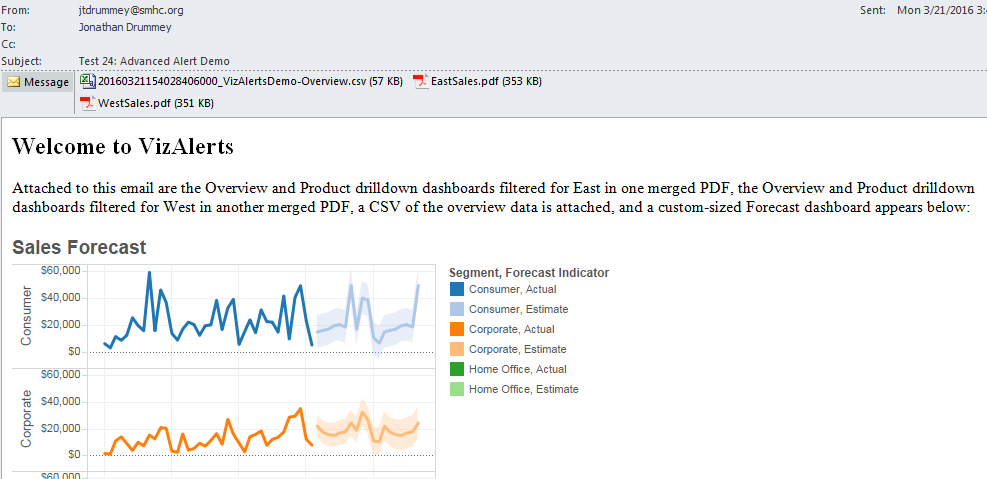 From: jtdrummey@smhc.org Sent: Mon 3/21/2016 3:
To: Jonathan Drummey
Cc:
Subject: Test 24: Advanced Alert Demo
Message 20160321154028406000_VizAlertsDemo-Overview.csv (57 KB) EastSales.pdf (353 KB)
WestSales.pdf (351 KB)
Welcome to VizAlerts
Attached to this email are the Overview and Product drilldown dashboards filtered for East in one merged PDF, the Overview and Product drilldown
dashboards filtered for West in another merged PDF, a CSV of the overview data is attached, and a custom-sized Forecast dashboard appears below:
Sales Forecast
Segment, Forecast Indicator
Consumer, Actual
Consumer, Estimate
Corporate, Actual
Corporate, Estimate
Home Office, Actual
Home Office, Estimate
Consumer
$60,000
$40,000
$20,000
$0
Corporate
$60,000
$40,000
$20,000
$0
$60,000